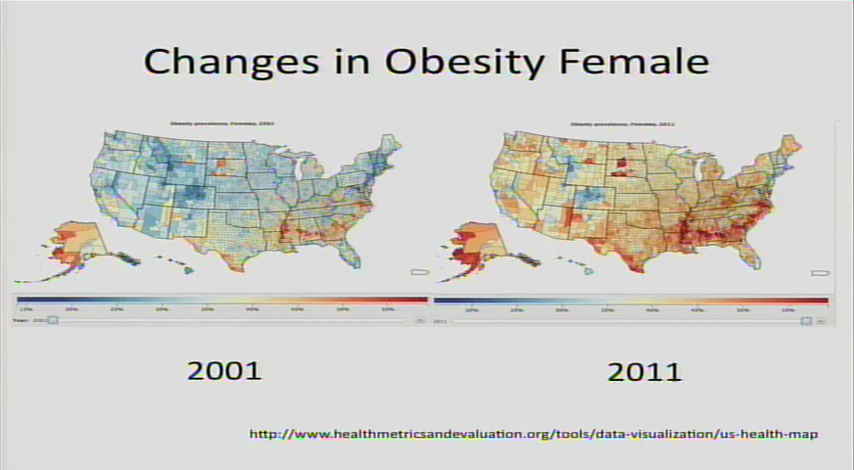 Changes in Obesity Female
Obesity prevalence, Females, 2001
Obesity prevalence, Females, 2011
2001
2011
http://www.healthmetricsandevaluation.org/tools/data-visualization/us-health-map